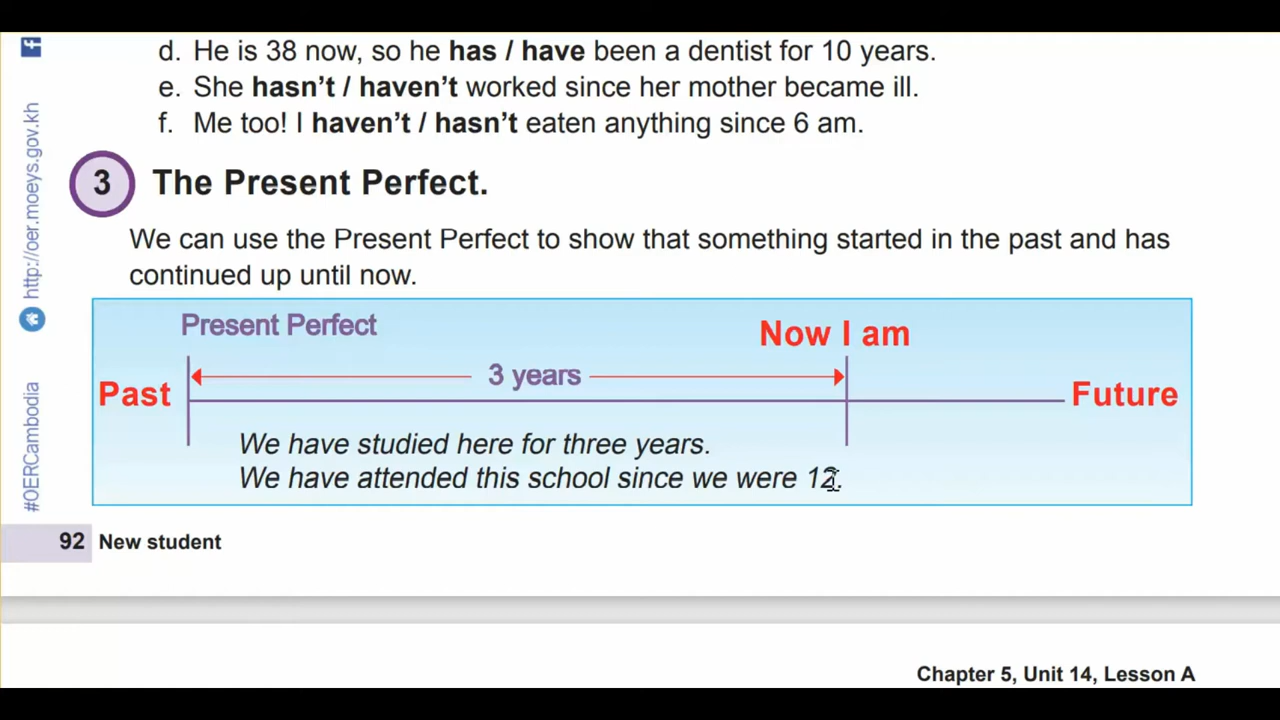 d. He is 38 now, so he has / have been a dentist for 10 years.
e. She hasn't / haven't worked since her mother became ill.
f. Me too! I haven't / hasn't eaten anything since 6 am.
3 The Present Perfect.
We can use the Present Perfect to show that something started in the past and has
continued up until now.
Present Perfect
Now I am
3 years
Past
Future
We have studied here for three years.
We have attended this school since we were 12.
92 New student
Chapter 5, Unit 14, Lesson A
http://oer.moeys.gov.kh
#OERCambodia